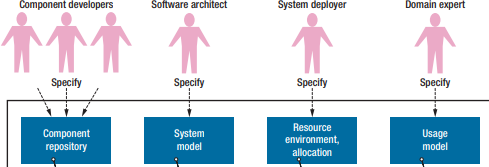 Component developers
Software architect
System deployer
Domain expert
Specify
Specify
Specify
Specify
Component
repository
System
model
Resource
environment,
allocation
Usage
model